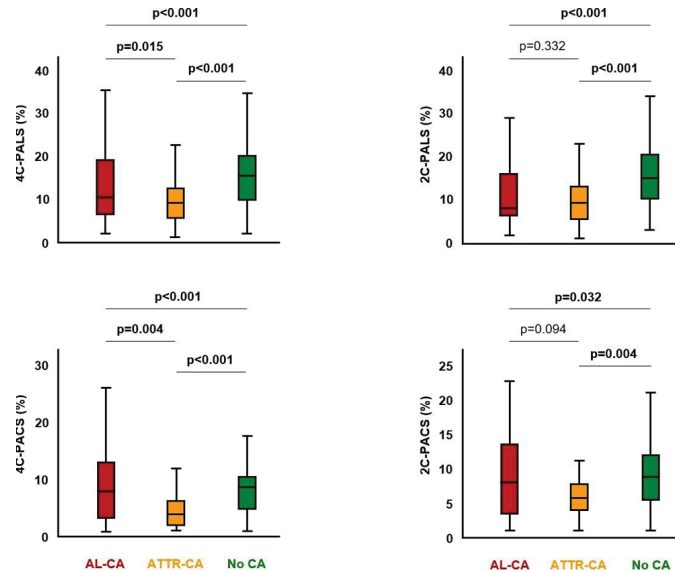 p<0.001
p=0.015
p<0.001
4C-PALS (%)
40
30
20
10
0
p<0.001
p=0.332
p<0.001
2C-PALS (%)
40
30
20
10
0
p<0.001
p=0.004
p<0.001
4C-PACS (%)
30
20
10
0
AL-CA ATTR-CA No CA
p=0.032
p=0.094
p=0.004
2C-PACS (%)
25
20
15
10
5
0
AL-CA ATTR-CA No CA